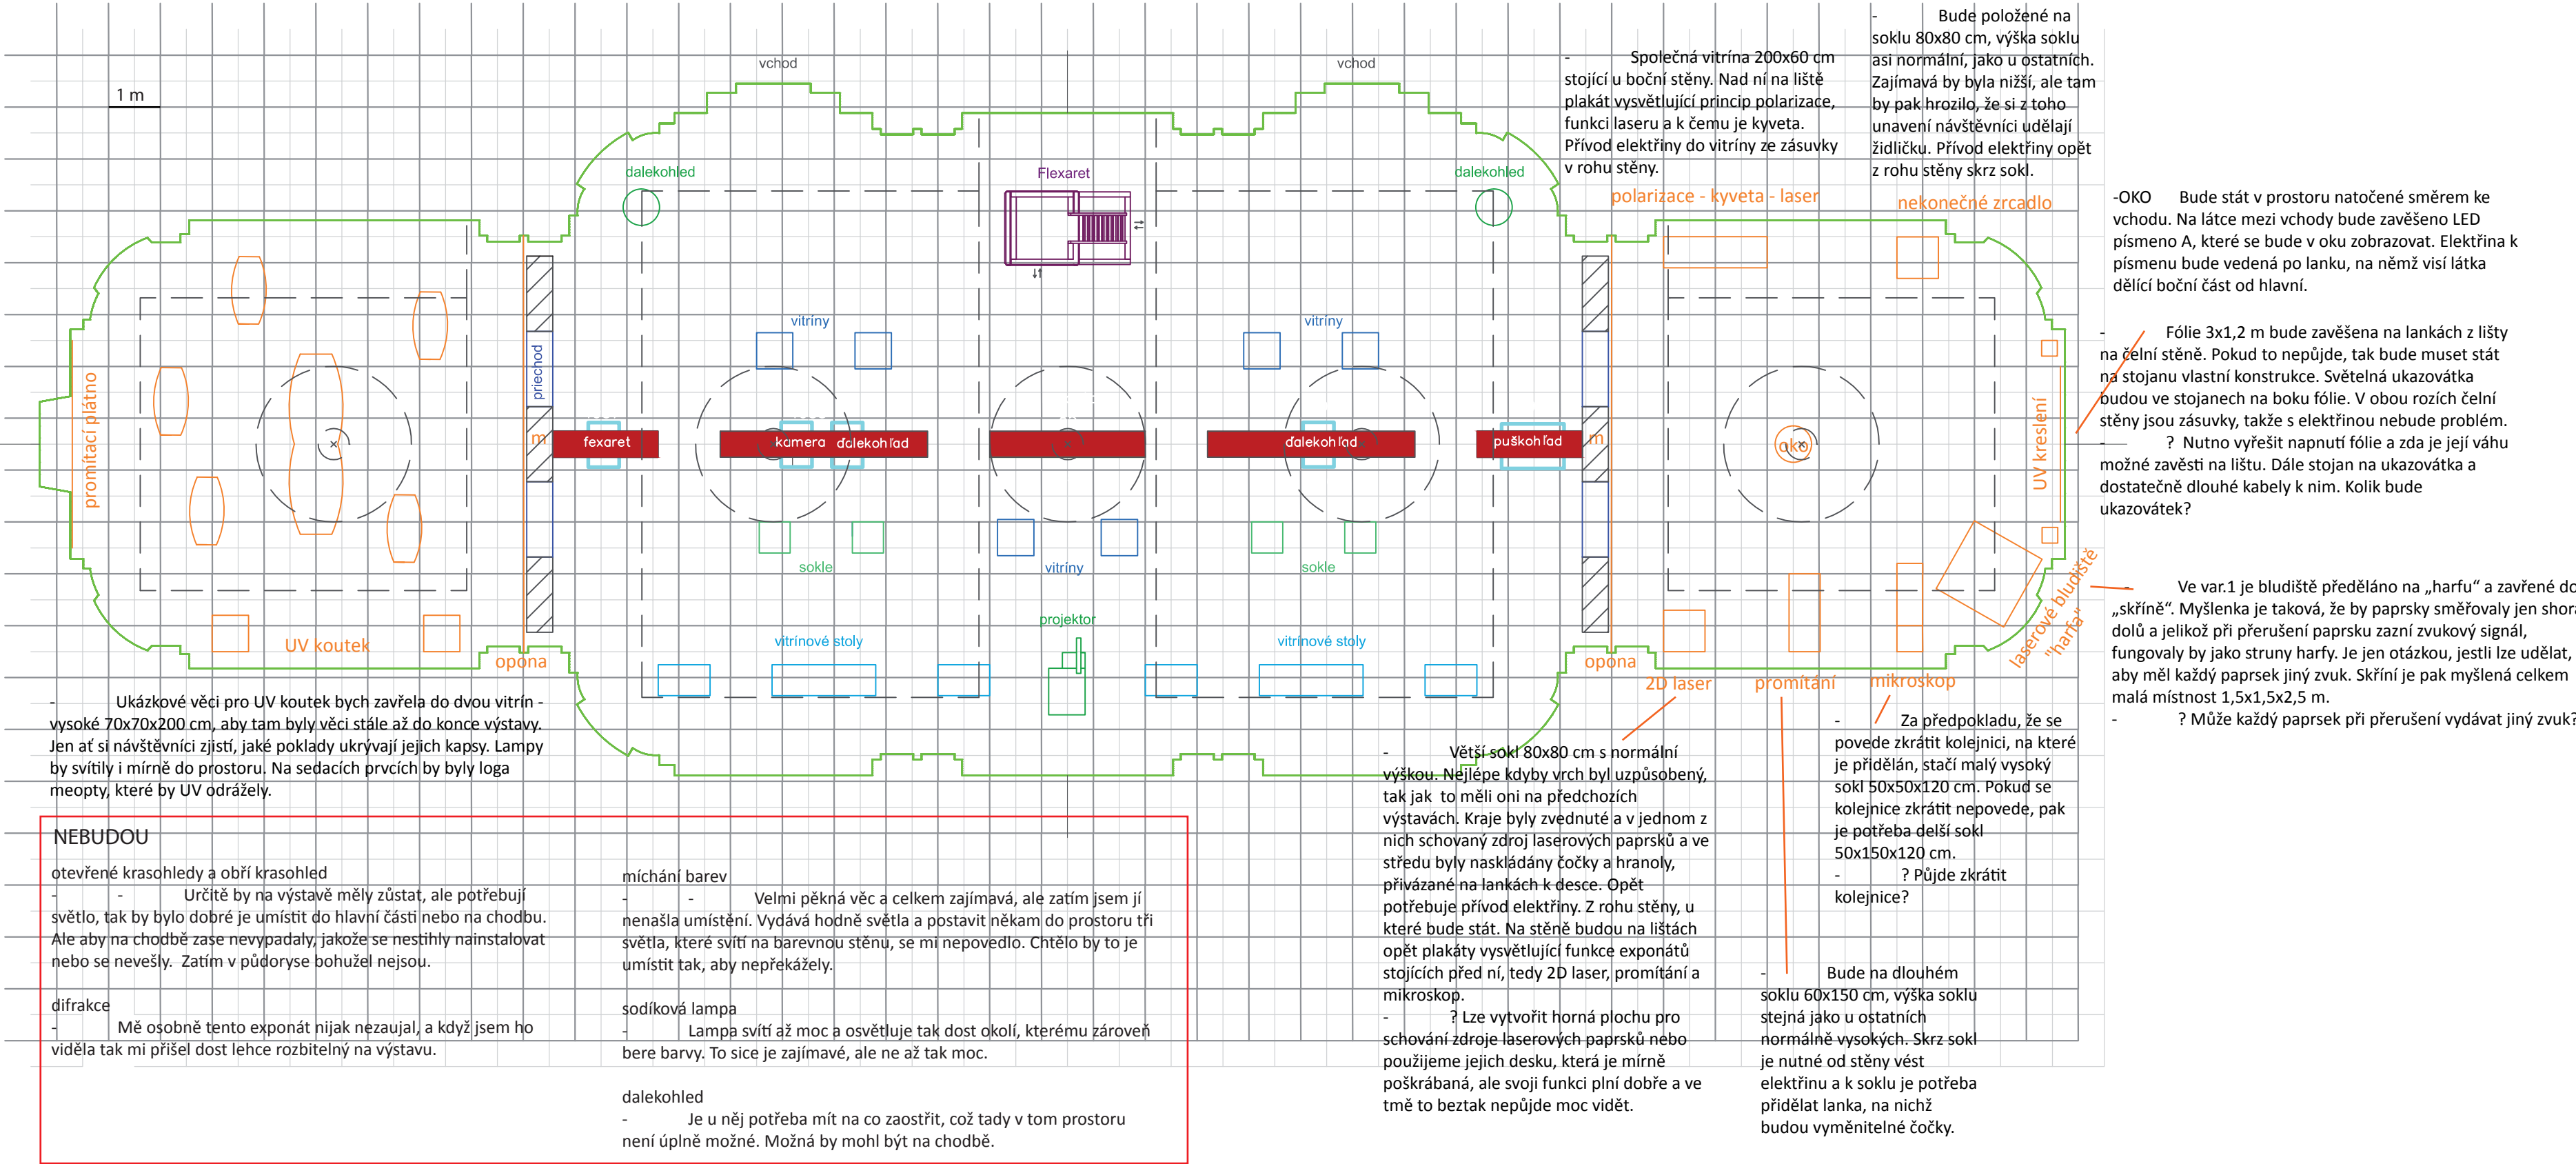 vchod
vchod
1 m
- Společná vitrína 200x60 cm
stojící u boční stěny. Nad ní na liště
plakát vysvětlující princip polarizace,
funkci laseru a k čemu je kyveta.
Přívod elektřiny do vitríny ze zásuvky
v rohu stěny.
- Bude položené na
soklu 80x80 cm, výška soklu
asi normální, jako u ostatních.
Zajímavá by byla nižší, ale tam
by pak hrozilo, že si z toho
unavení návštěvníci udělají
židličku. Přívod elektřiny opět
z rohu stěny skrz sokl.
dalekohled
Flexaret
dalekohled
polarizace - kyveta - laser
nekonečné zrcadlo
-OKO Bude stát v prostoru natočené směrem ke
vchodu. Na látce mezi vchody bude zavěšeno LED
písmeno A, které se bude v oku zobrazovat. Elektřina k
písmenu bude vedená po lanku, na němž visí látka
dělící boční část od hlavní.
- Fólie 3x1,2 m bude zavěšena na lankách z lišty
na čelní stěně. Pokud to nepůjde, tak bude muset stát
na stojanu vlastní konstrukce. Světelná ukazovátka
budou ve stojanech na boku fólie. V obou rozích čelní
stěny jsou zásuvky, takže s elektřinou nebude problém.
- ? Nutno vyřešit napnutí fólie a zda je její váhu
možné zavěsti na lištu. Dále stojan na ukazovátka a
dostatečně dlouhé kabely k nim. Kolik bude
ukazovátek?
vitríny
vitríny
promítací plátno
priechod
m
fexaret
kamera
ďalekohľad
ďalekohľad
puškohľad
m
oko
UV kreslení
sokle
vitríny
sokle
projektor
vitrínové stoly
vitrínové stoly
UV koutek
opona
opona
2D laser
promítání
mikroskop
laserové bludiště
"harfa"
- Ve var.1 je bludiště předěláno na „harfu“ a zavřené do
„skříně“. Myšlenka je taková, že by paprsky směřovaly jen shora
dolů a jelikož při přerušení paprsku zazní zvukový signál,
fungovaly by jako struny harfy. Je jen otázkou, jestli lze udělat,
aby měl každý paprsek jiný zvuk. Skříní je pak myšlená celkem
malá místnost 1,5x1,5x2,5 m.
- ? Může každý paprsek při přerušení vydávat jiný zvuk?
- Ukázkové věci pro UV koutek bych zavřela do dvou vitrín -
vysoké 70x70x200 cm, aby tam byly věci stále až do konce výstavy.
Jen ať si návštěvníci zjistí, jaké poklady ukrývají jejich kapsy. Lampy
by svítily i mírně do prostoru. Na sedacích prvcích by byly loga
meopty, které by UV odrážely.
- Větší sokl 80x80 cm s normální
výškou. Nejlépe kdyby vrch byl uzpůsobený,
tak jak to měli oni na předchozích
výstavách. Kraje byly zvednuté a v jednom z
nich schovaný zdroj laserových paprsků a ve
středu byly naskládány čočky a hranoly,
přivázané na lankách k desce. Opět
potřebuje přívod elektřiny. Z rohu stěny, u
které bude stát. Na stěně budou na lištách
opět plakáty vysvětlující funkce exponátů
stojících před ní, tedy 2D laser, promítání a
mikroskop.
- ? Lze vytvořit horná plochu pro
schování zdroje laserových paprsků nebo
použijeme jejich desku, která je mírně
poškrábaná, ale svoji funkci plní dobře a ve
tmě to beztak nepůjde moc vidět.
- Za předpokladu, že se
povede zkrátit kolejnici, na které
je přidělán, stačí malý vysoký
sokl 50x50x120 cm. Pokud se
kolejnice zkrátit nepovede, pak
je potřeba delší sokl
50x150x120 cm.
- ? Půjde zkrátit
kolejnice?
- Bude na dlouhém
soklu 60x150 cm, výška soklu
stejná jako u ostatních
normálně vysokých. Skrz sokl
je nutné od stěny vést
elektřinu a k soklu je potřeba
přidělat lanka, na nichž
budou vyměnitelné čočky.
NEBUDOU
otevřené krasohledy a obří krasohled
- - Určitě by na výstavě měly zůstat, ale potřebují
světlo, tak by bylo dobré je umístit do hlavní části nebo na chodbu.
Ale aby na chodbě zase nevypadaly, jakože se nestihly nainstalovat
nebo se nevešly. Zatím v půdoryse bohužel nejsou.
difrakce
- Mě osobně tento exponát nijak nezaujal, a když jsem ho
viděla tak mi přišel dost lehce rozbitelný na výstavu.
míchání barev
- - Velmi pěkná věc a celkem zajímavá, ale zatím jsem jí
nenašla umístění. Vydává hodně světla a postavit někam do prostoru tři
světla, které svítí na barevnou stěnu, se mi nepovedlo. Chtělo by to je
umístit tak, aby nepřekážely.
sodíková lampa
- Lampa svítí až moc a osvětluje tak dost okolí, kterému zároveň
bere barvy. To sice je zajímavé, ale ne až tak moc.
dalekohled
- Je u něj potřeba mít na co zaostřit, což tady v tom prostoru
není úplně možné. Možná by mohl být na chodbě.